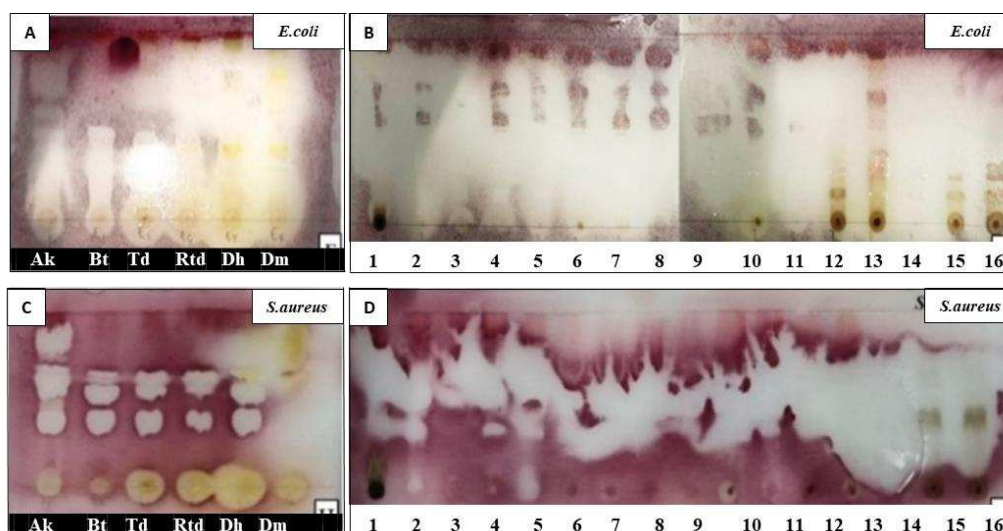 A E.coli
Ak Bt Td Rtd Dh Dm
B E.coli
1 2 3 4 5 6 7 8 9 10 11 12 13 14 15 16
C S.aureus
Ak Bt Td Rtd Dh Dm
D S.aureus
1 2 3 4 5 6 7 8 9 10 11 12 13 14 15 16